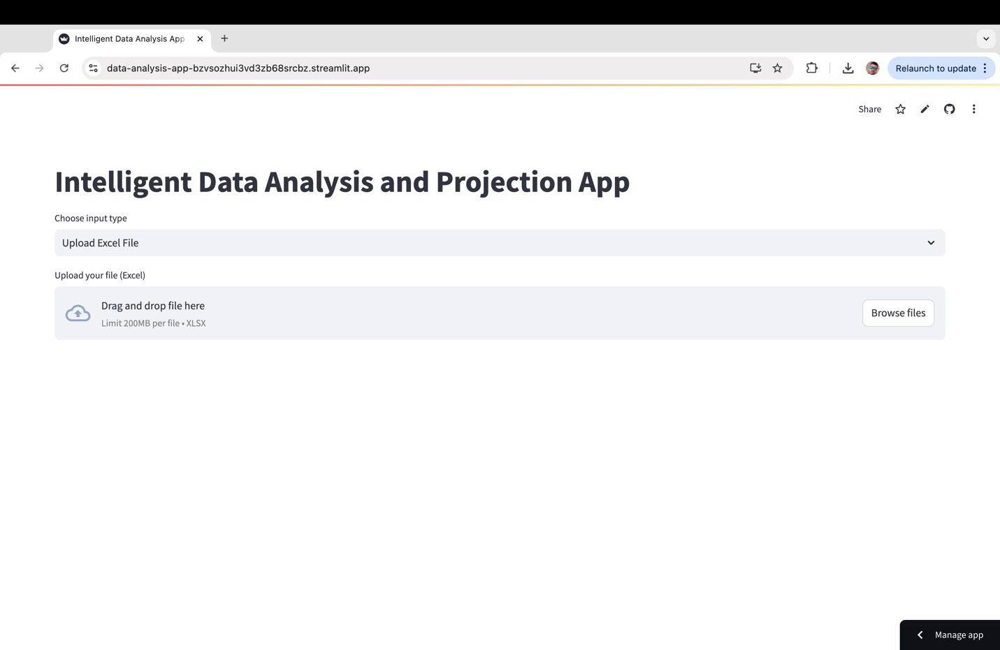 Intelligent Data Analysis App
data-analysis-app-bzvsozhui3vd3zb68srcbz.streamlit.app
Relaunch to update
Share
Intelligent Data Analysis and Projection App
Choose input type
Upload Excel File
Upload your file (Excel)
Drag and drop file here
Limit 200MB per file • XLSX
Browse files
Manage app